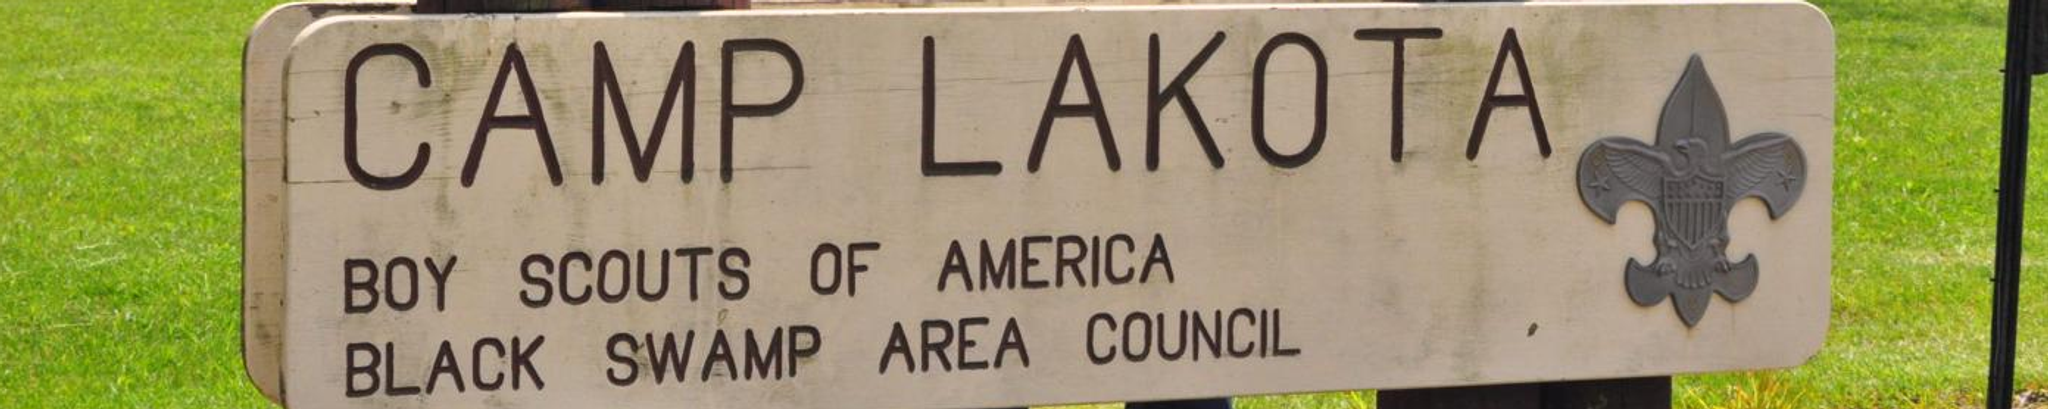 CAMP LAKOTA
BOY SCOUTS OF AMERICA
BLACK SWAMP AREA COUNCIL